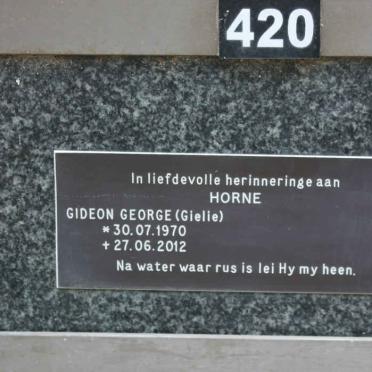 420
In liefdevolle herinneringe aan
HORNE
GIDEON GEORGE (Gielie)
* 30.07.1970
+ 27.06.2012
Na water waar rus is lei Hy my heen.